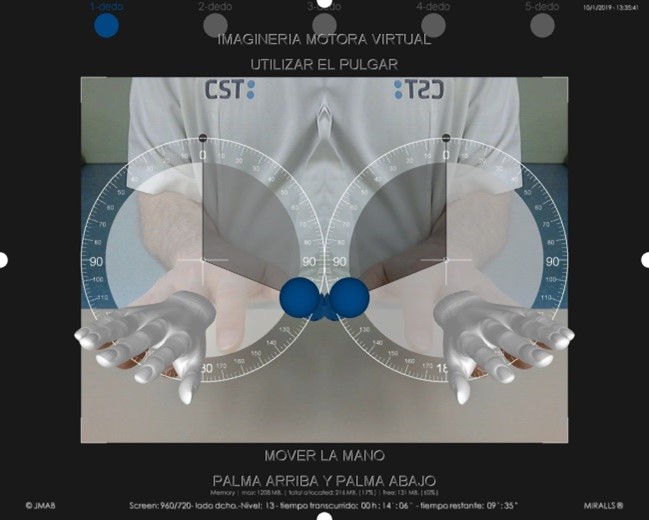 1-dedo 2-dedo 3-dedo 4-dedo 5-dedo 10/1/2019 - 13:35:41
IMAGINERIA MOTORA VIRTUAL
UTILIZAR EL PULGAR
CST: :TSC
0 0
90 90 90 90
MOVER LA MANO
PALMA ARRIBA Y PALMA ABAJO
Memory : max: 1205 MB. | total allocated: 216 MB. (17%) | free: 131 MB. (60%)
© JMAB Screen: 960/720 - lado dcho. -Nivel: 13 - tiempo transcurrido: 00 h : 14 ; 06 ¨ - tiempo restante: 09 ' : 35 " MIRALLS®